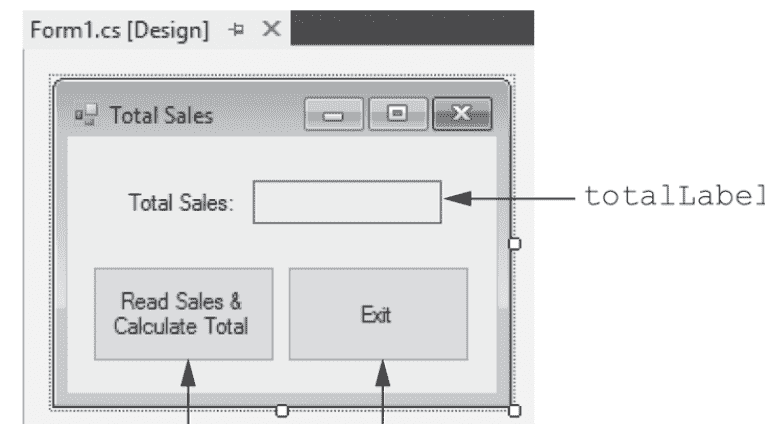 Form1.cs [Design]
Total Sales
Total Sales:
totalLabel
Read Sales &
Calculate Total
Exit